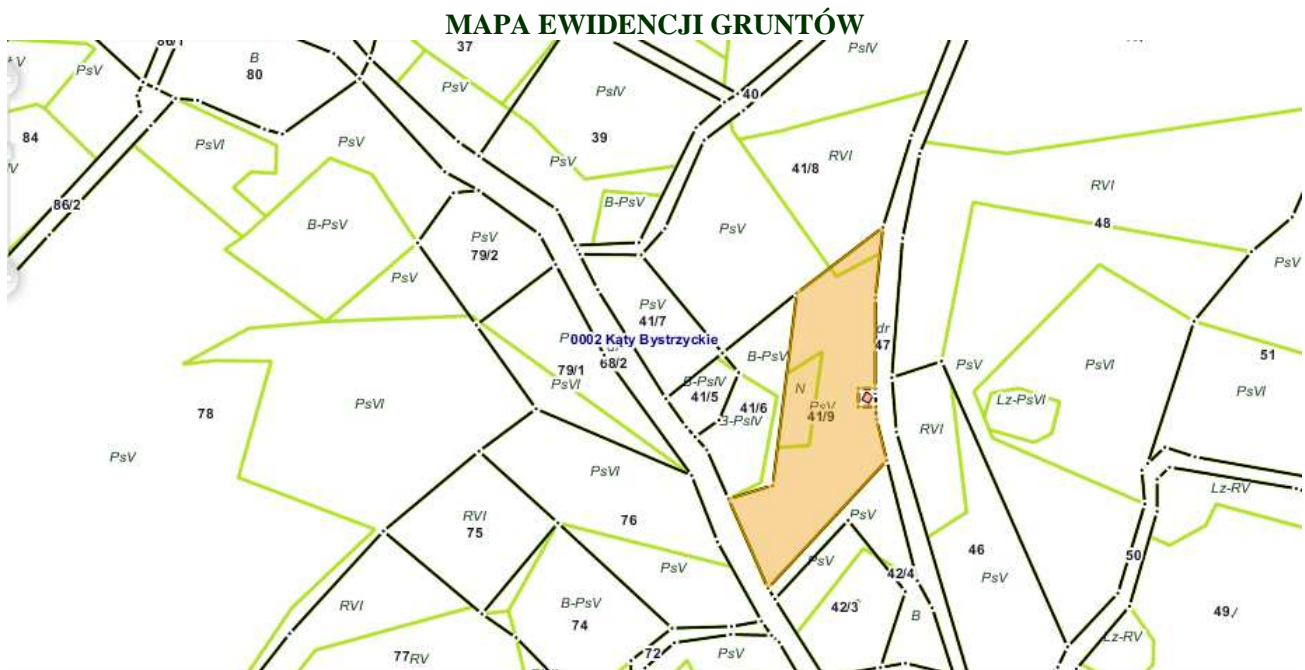 MAPA EWIDENCJI GRUNTÓW
86/1
B
80
37
PsIV
PsV
V
PsV
PsIV
40
39
84
PsVI
PsV
PsV
RVI
41/8
RVI
48
86/2
B-PsV
B-PsV
PsV
PsV
79/2
PsV
PsV
PsV
41/7
dr
47
0002 Kąty Bystrzyckie
68/2
79/1
PsVI
B-PsV
B-PsIV
41/5
41/6
N
PsV
41/9
PsV
PsVI
51
PsVI
78
PsVI
Lz-PsVI
RVI
PsV
PsVI
Lz-RV
RVI
75
76
PsV
46
PsV
PsV
PsV
50
42/4
RVI
B-PsV
74
42/3
B
49
Lz-RV
77
RV
72
PsV